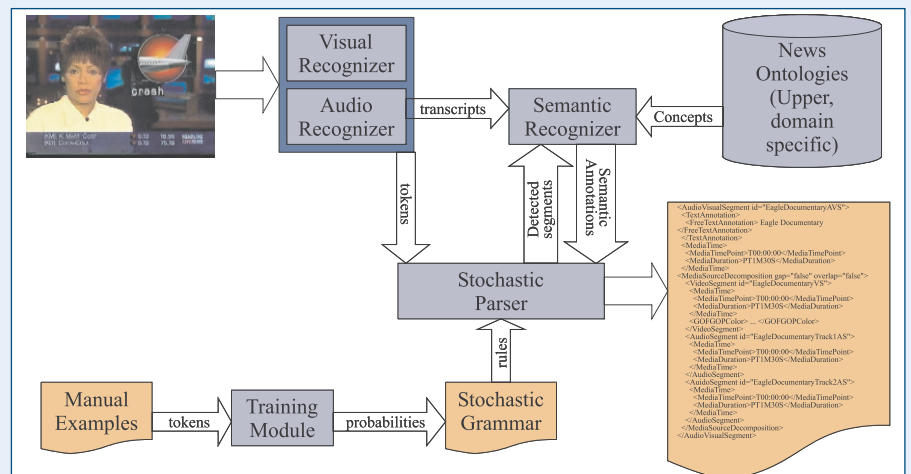 crash
Visual
Recognizer
Audio
Recognizer
transcripts
Semantic
Recognizer
Concepts
News
Ontologies
(Upper,
domain
specific)
tokens
Detected
segments
Semantic
Annotations
Stochastic
Parser
rules
Manual
Examples
tokens
Training
Module
probabilities
Stochastic
Grammar
<AudioVisualSegment id="EagleDocumentaryAVS">
<TextAnnotation>
<FreeTextAnnotation> Eagle Documentary
</FreeTextAnnotation>
</TextAnnotation>
<MediaTime>
<MediaTimePoint>T00:00:00</MediaTimePoint>
<MediaDuration>PT1M30S</MediaDuration>
</MediaTime>
<MediaSourceDecomposition gap="false" overlap="false">
<VideoSegment id="EagleDocumentaryVS">
<MediaTime>
<MediaTimePoint>T00:00:00</MediaTimePoint>
<MediaDuration>PT1M30S</MediaDuration>
</MediaTime>
<GOFGOPColor> ... </GOFGOPColor>
</VideoSegment>
<AudioSegment id="EagleDocumentaryTrack1AS">
<MediaTime>
<MediaTimePoint>T00:00:00</MediaTimePoint>
<MediaDuration>PT1M30S</MediaDuration>
</MediaTime>
</AudioSegment>
<AuidoSegment id="EagleDocumentaryTrack2AS">
<MediaTime>
<MediaTimePoint>T00:00:00</MediaTimePoint>
<MediaDuration>PT1M30S</MediaDuration>
</MediaTime>
</AudioSegment>
</MediaSourceDecomposition>
</AudioVisualSegment>